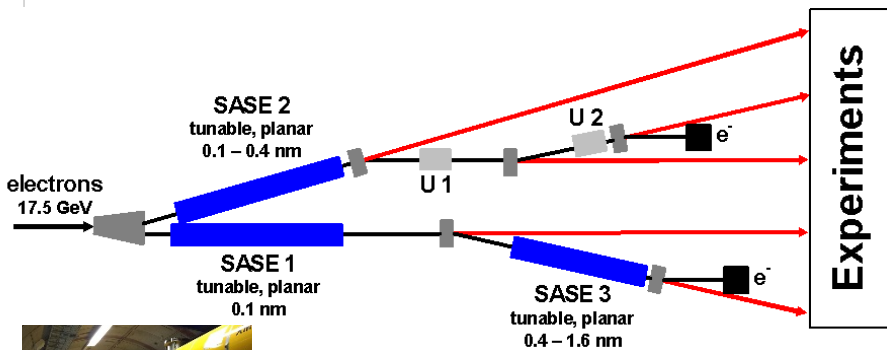 SASE 2
tunable, planar
0.1 – 0.4 nm
electrons
17.5 GeV
U 1
U 2
e-
SASE 1
tunable, planar
0.1 nm
SASE 3
tunable, planar
0.4 – 1.6 nm
e-
Experiments